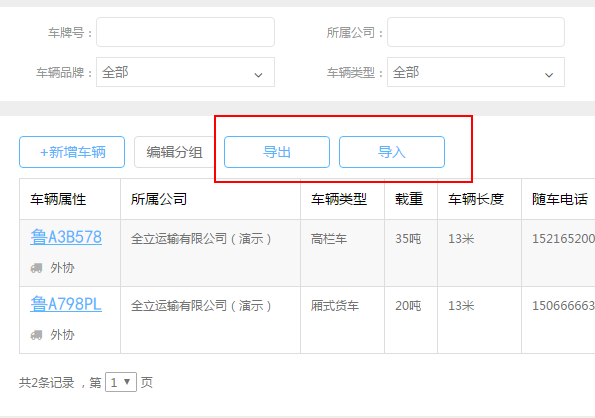 车牌号： 所属公司：
车辆品牌： 全部 车辆类型： 全部
+新增车辆 编辑分组 导出 导入
车辆属性 所属公司 车辆类型 载重 车辆长度 随车电话
鲁A3B578 全立运输有限公司（演示） 高栏车 35吨 13米 152165200
外协
鲁A798PL 全立运输有限公司（演示） 厢式货车 20吨 13米 150666663
外协
共2条记录 ，第 1 页